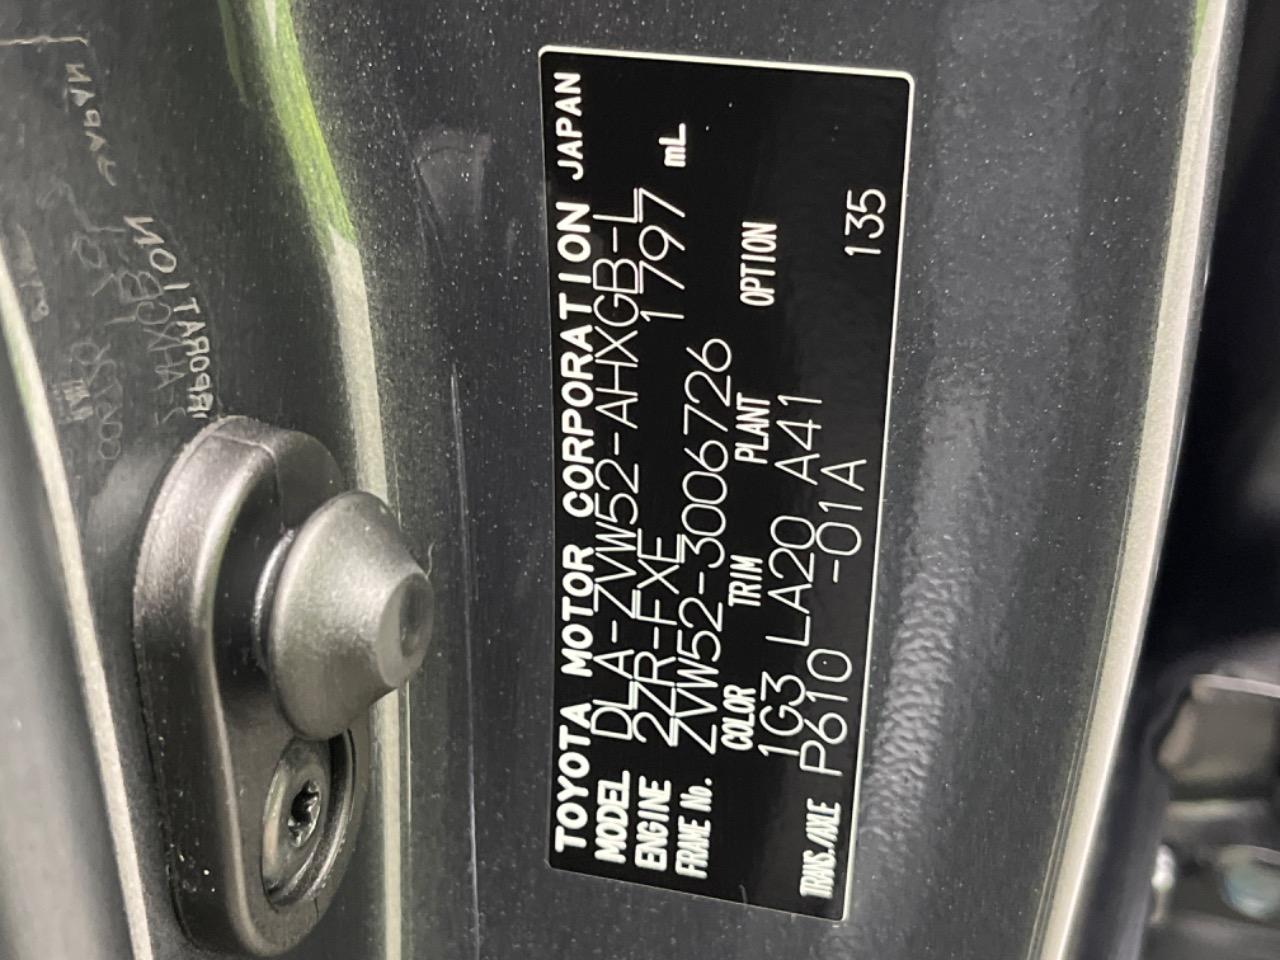 TOYOTA MOTOR CORPORATION JAPAN
MODEL DLA-ZVW52-AHXGB-L
ENGINE 2ZR-FXE 1797 mL
FRAME No. ZVW52-3006726
COLOR TRIM PLANT OPTION
1G3 LA20 A41
TRANS./AXLE P610 -01A 135